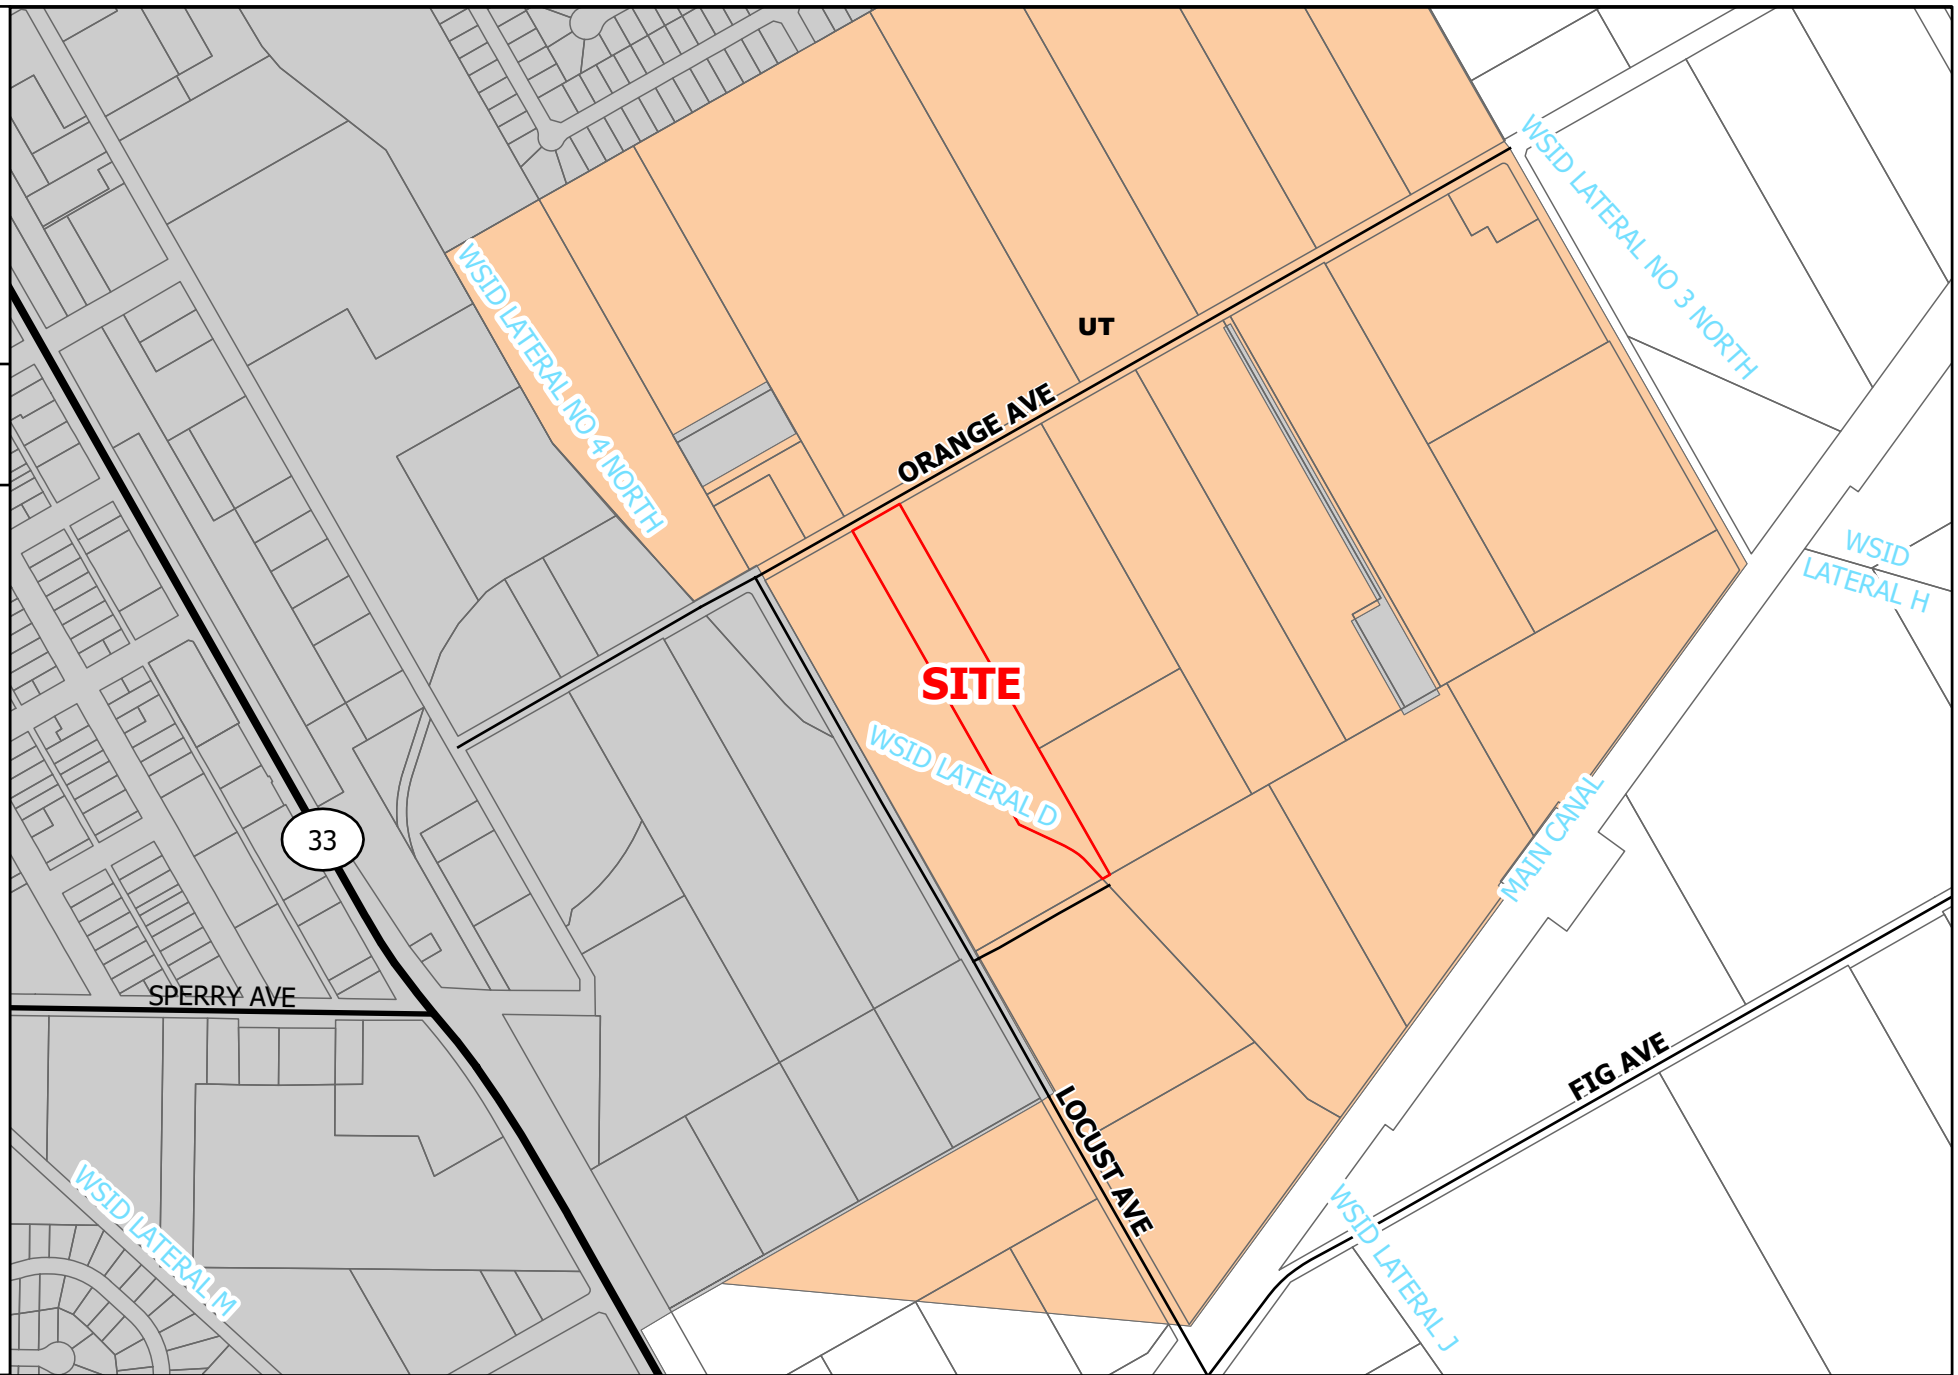 WSID LATERAL NO 3 NORTH
WSID LATERAL NO 4 NORTH
UT
ORANGE AVE
WSID
LATERAL H
SITE
WSID LATERAL D
MAIN CANAL
33
SPERRY AVE
FIG AVE
LOCUST AVE
WSID LATERAL M
WSID LATERAL J